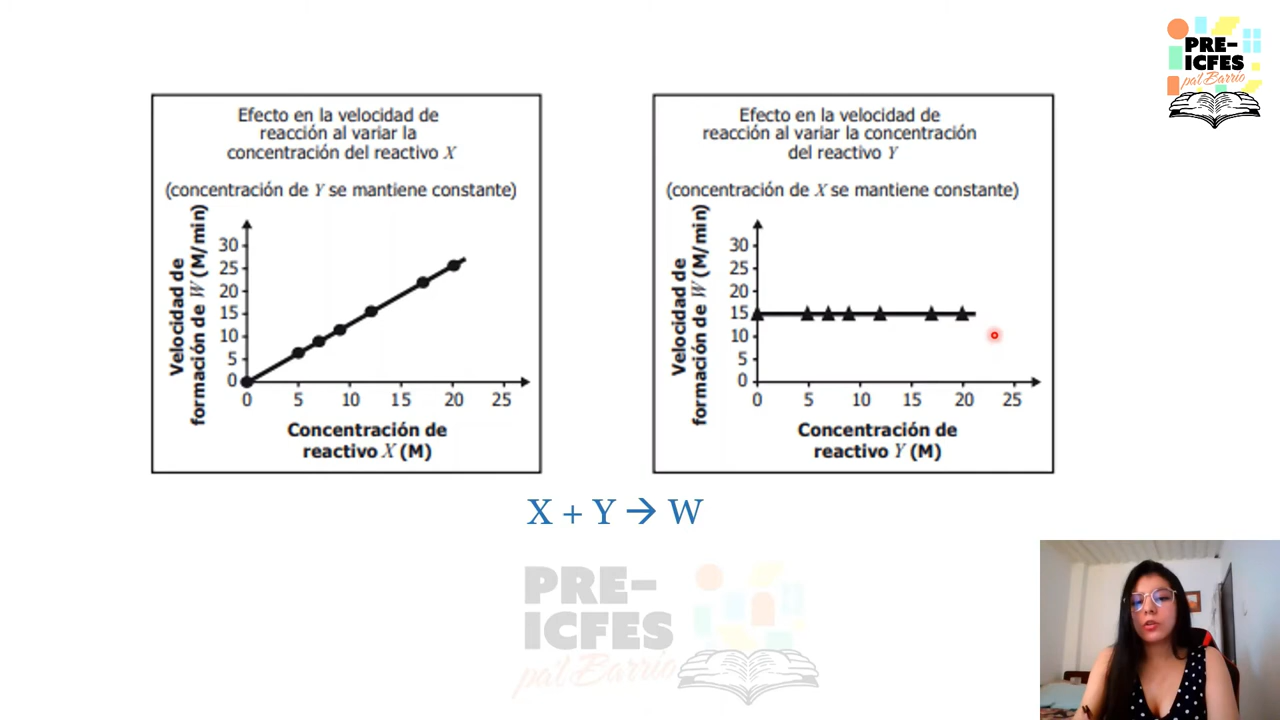 PRE-
ICFES
pa'l Barrio
Efecto en la velocidad de
reacción al variar la
concentración del reactivo X
(concentración de Y se mantiene constante)
Velocidad de
formación de W (M/min)
30
25
20
15
10
5
0
0 5 10 15 20 25
Concentración de
reactivo X (M)
Efecto en la velocidad de
reacción al variar la concentración
del reactivo Y
(concentración de X se mantiene constante)
Velocidad de
formación de W (M/min)
30
25
20
15
10
5
0
0 5 10 15 20 25
Concentración de
reactivo Y (M)
X + Y → W
PRE-
ICFES
pa'l Barrio